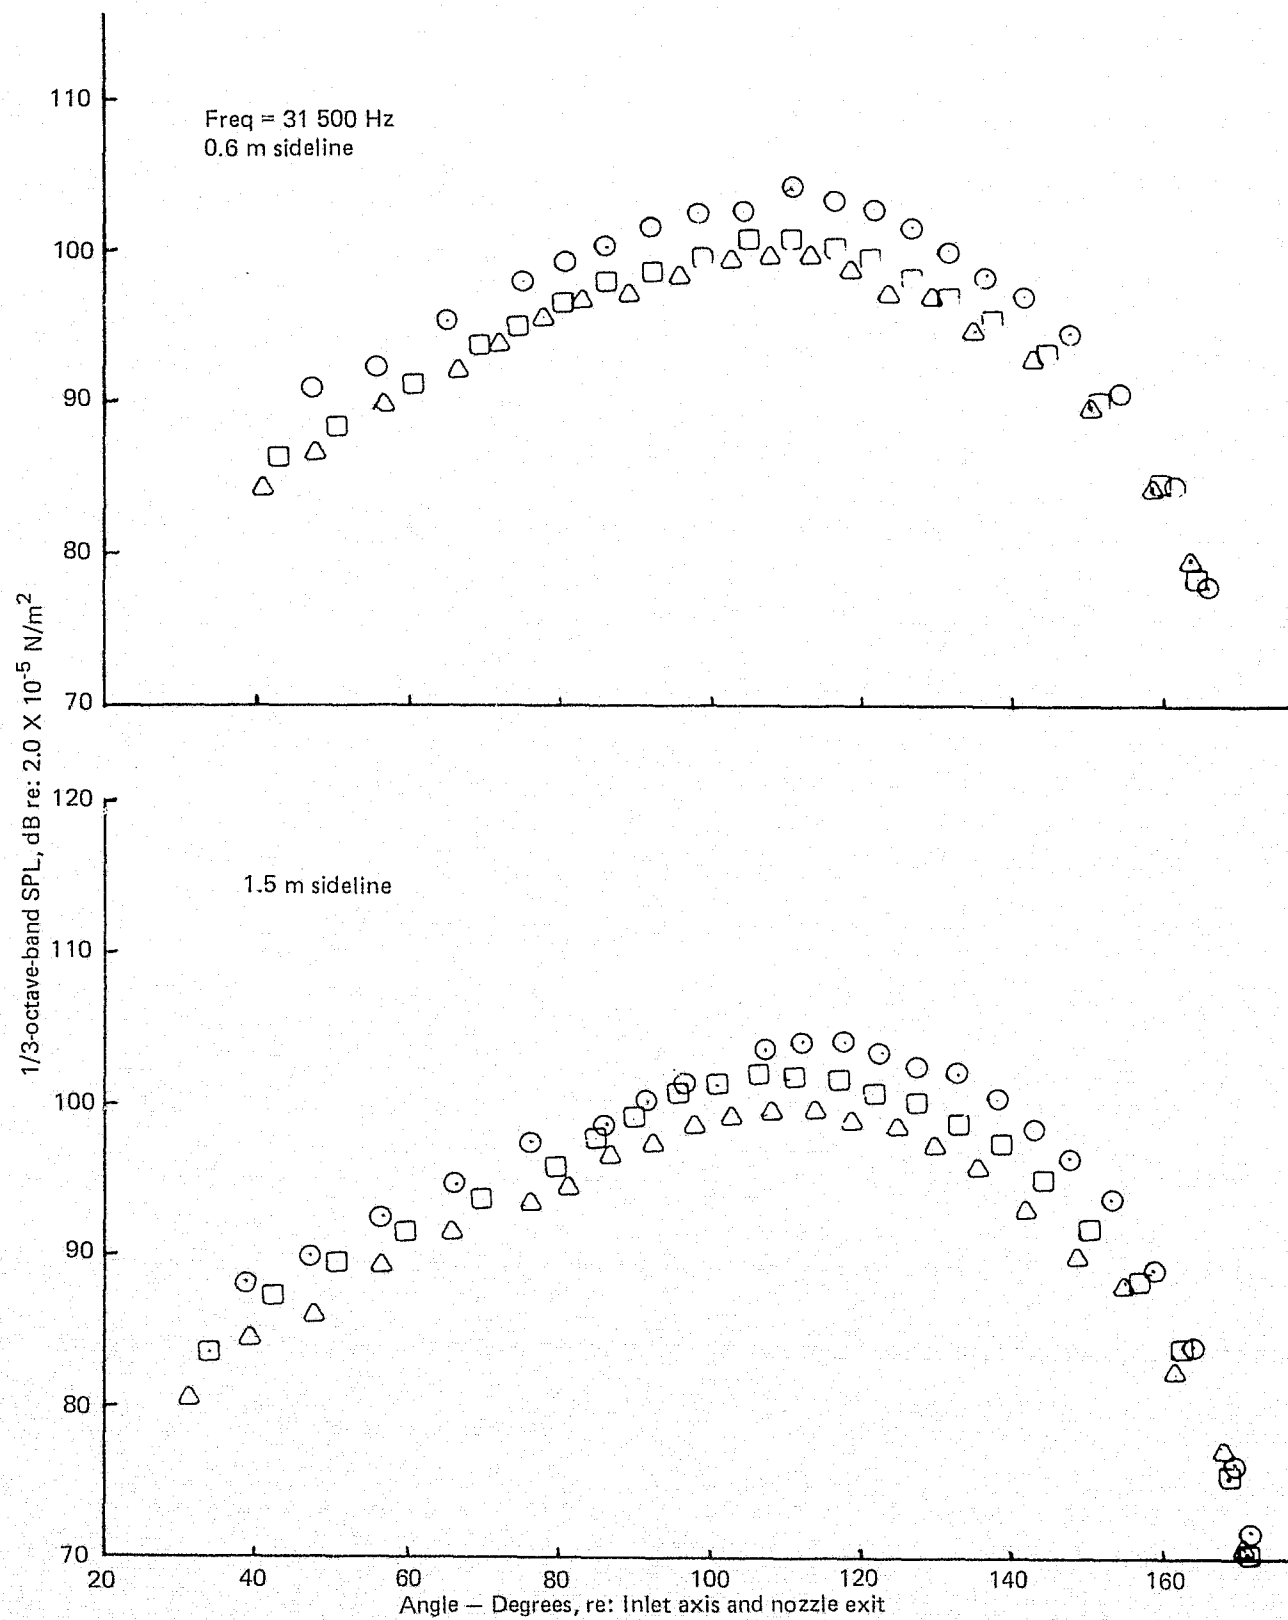 110
Freq = 31 500 Hz
0.6 m sideline
100
90
80
70
1/3-octave-band SPL, dB re: 2.0 X 10⁻⁵ N/m²
120
1.5 m sideline
110
100
90
80
70
20 40 60 80 100 120 140 160
Angle — Degrees, re: Inlet axis and nozzle exit